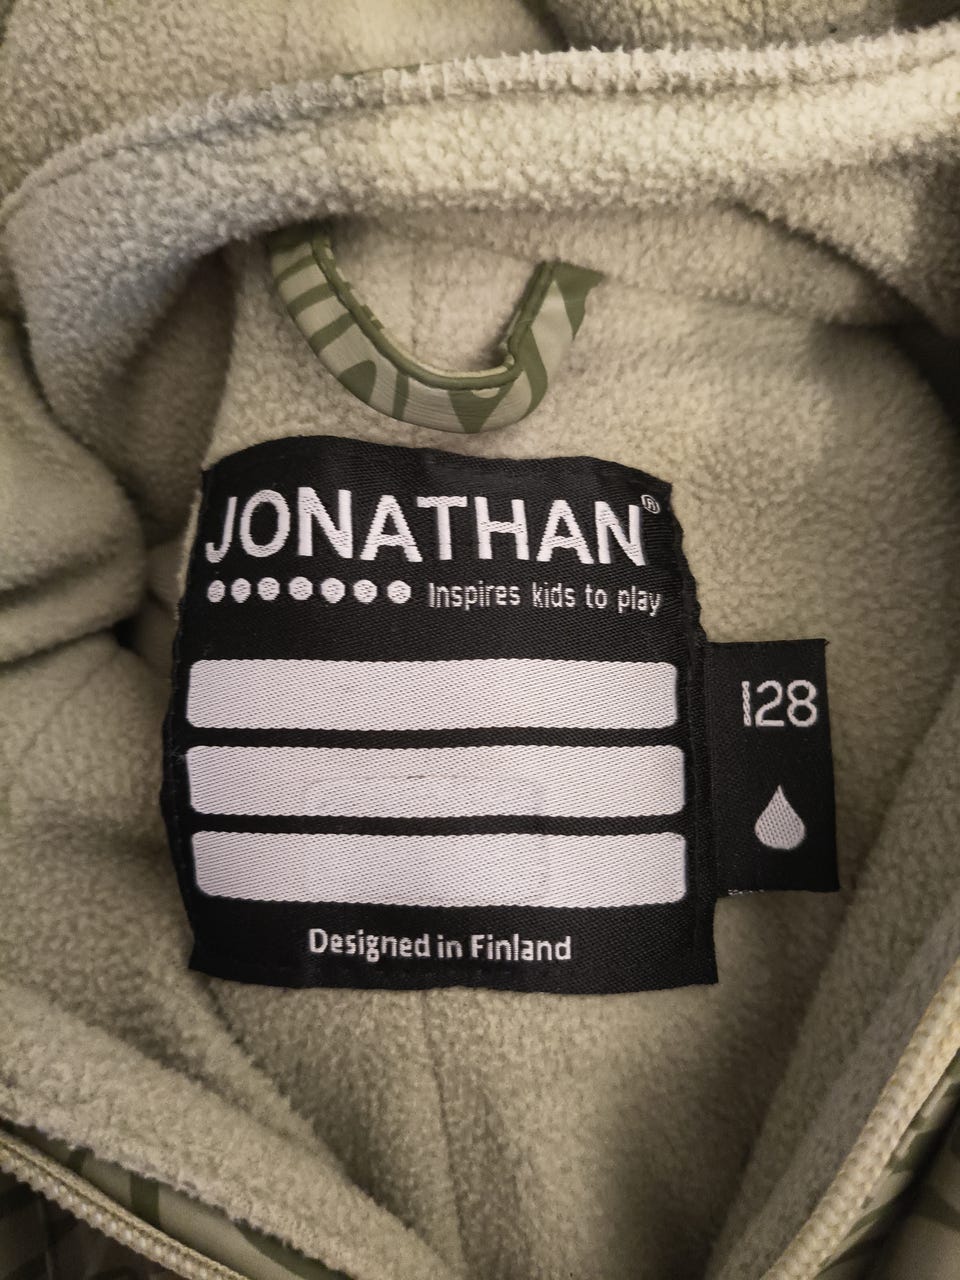 JONATHAN®
Inspires kids to play
128
Designed in Finland